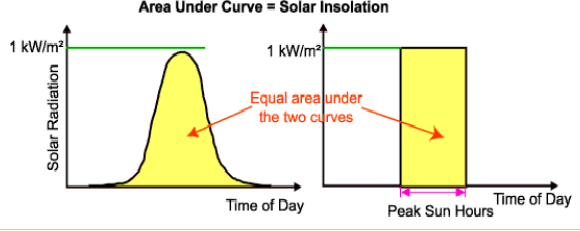 Area Under Curve = Solar Insolation
1 kW/m²
Solar Radiation
Time of Day
Equal area under
the two curves
1 kW/m²
Peak Sun Hours
Time of Day